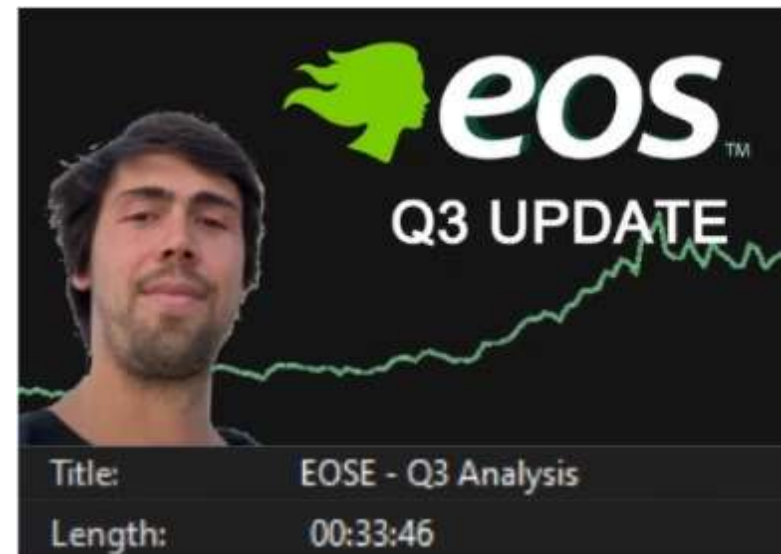 eos
TM
Q3 UPDATE
Title: EOSE - Q3 Analysis
Length: 00:33:46